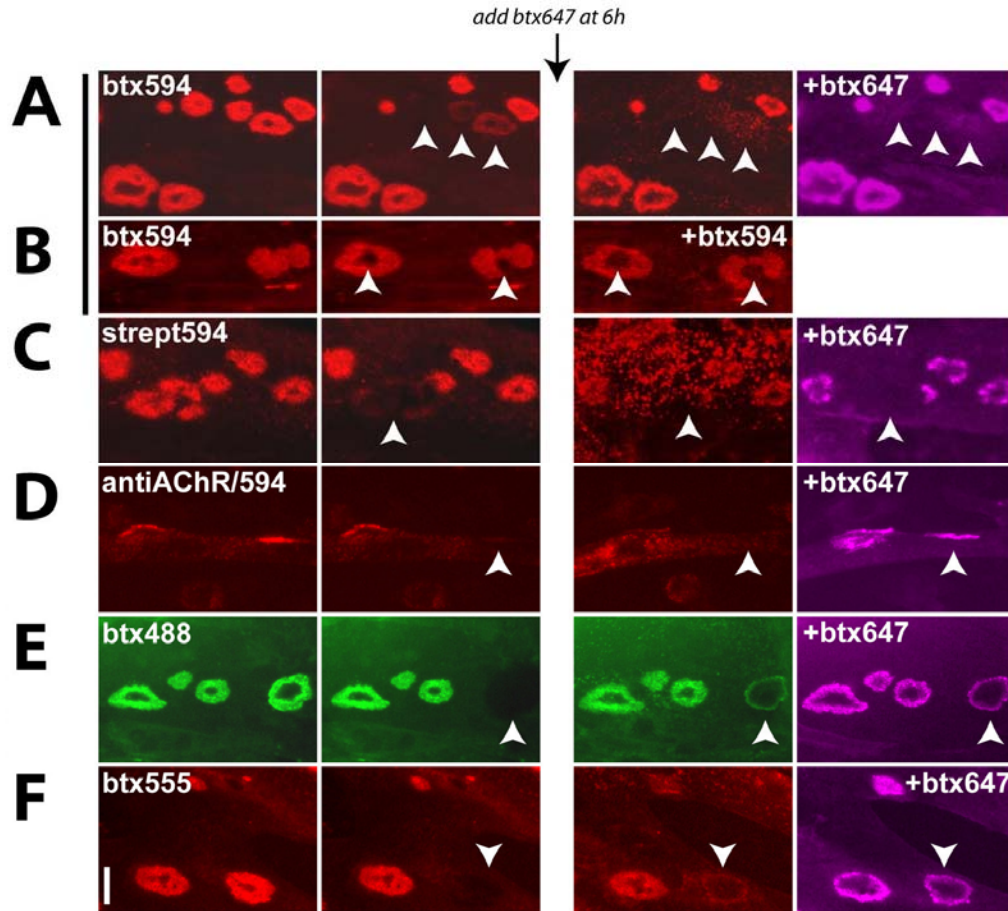 add btx647 at 6h
A
btx594
+btx647
B
btx594
+btx594
C
strept594
+btx647
D
antiAChR/594
+btx647
E
btx488
+btx647
F
btx555
+btx647